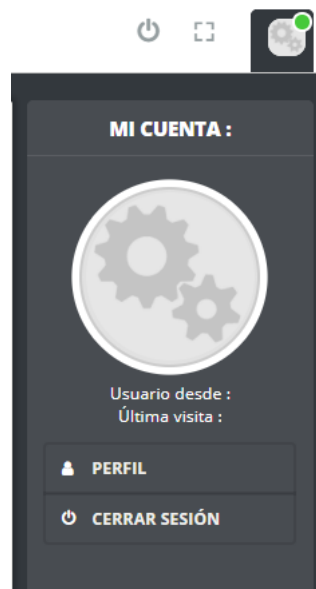 MI CUENTA :
Usuario desde :
Última visita :
PERFIL
CERRAR SESIÓN